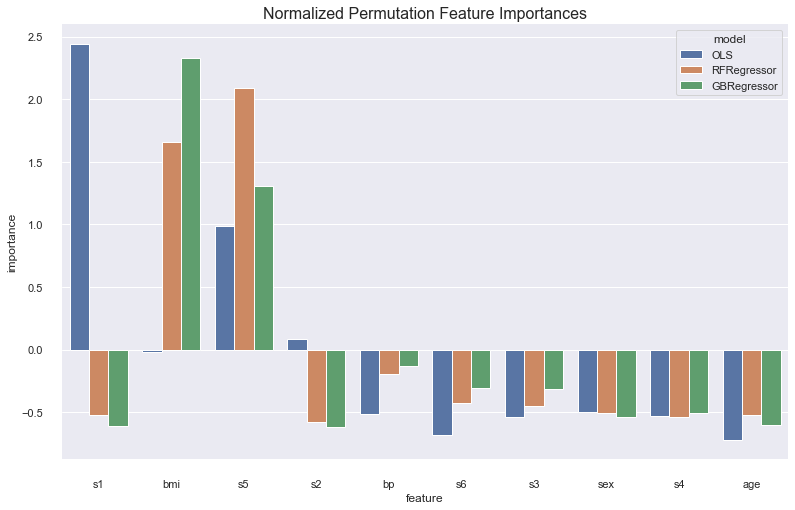 Normalized Permutation Feature Importances
model
OLS
RFRegressor
GBRegressor
2.5
2.0
1.5
1.0
0.5
0.0
−0.5
importance
s1 bmi s5 s2 bp s6 s3 sex s4 age
feature